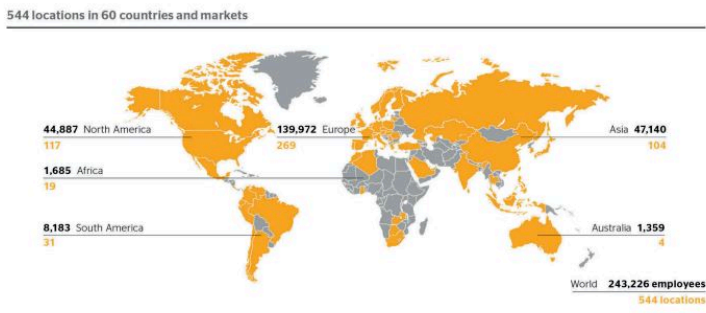 544 locations in 60 countries and markets
44,887 North America
117
139,972 Europe
269
Asia 47,140
104
1,685 Africa
19
8,183 South America
31
Australia 1,359
4
World 243,226 employees
544 locations